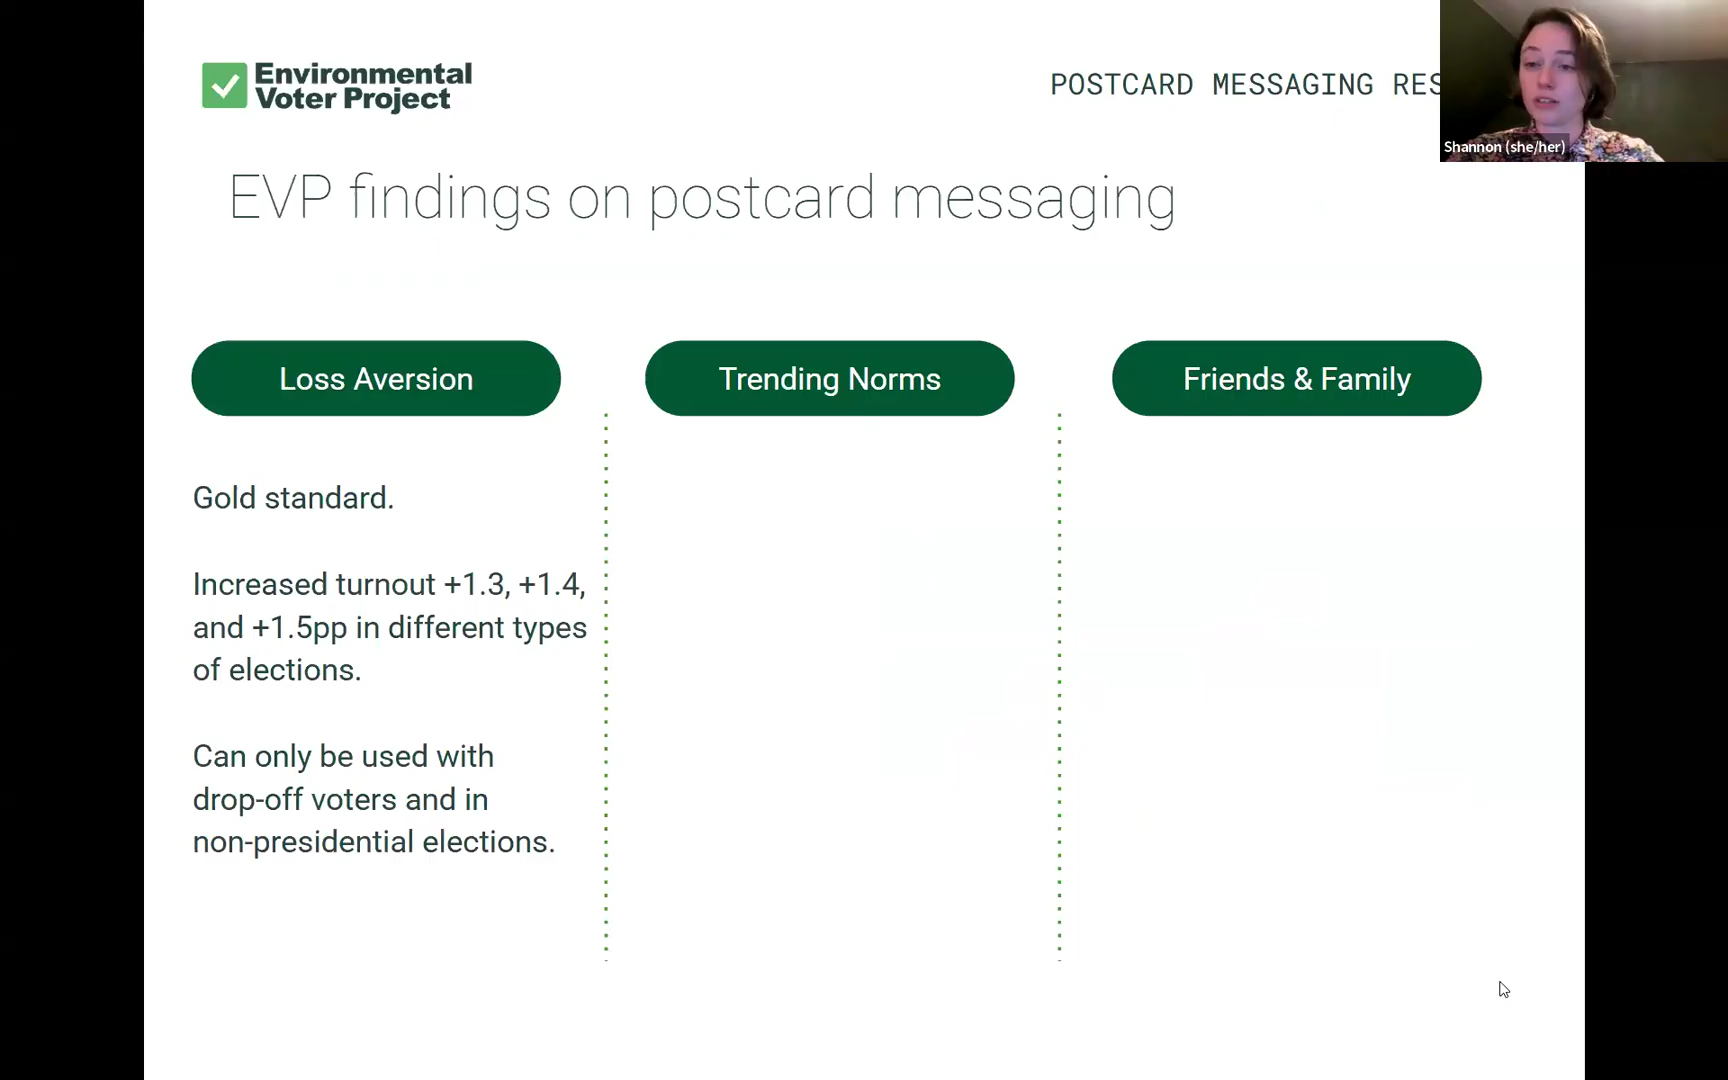 Environmental
Voter Project
POSTCARD MESSAGING
Shannon (she/her)
EVP findings on postcard messaging
Loss Aversion
Gold standard.
Increased turnout +1.3, +1.4,
and +1.5pp in different types
of elections.
Can only be used with
drop-off voters and in
non-presidential elections.
Trending Norms
Friends & Family